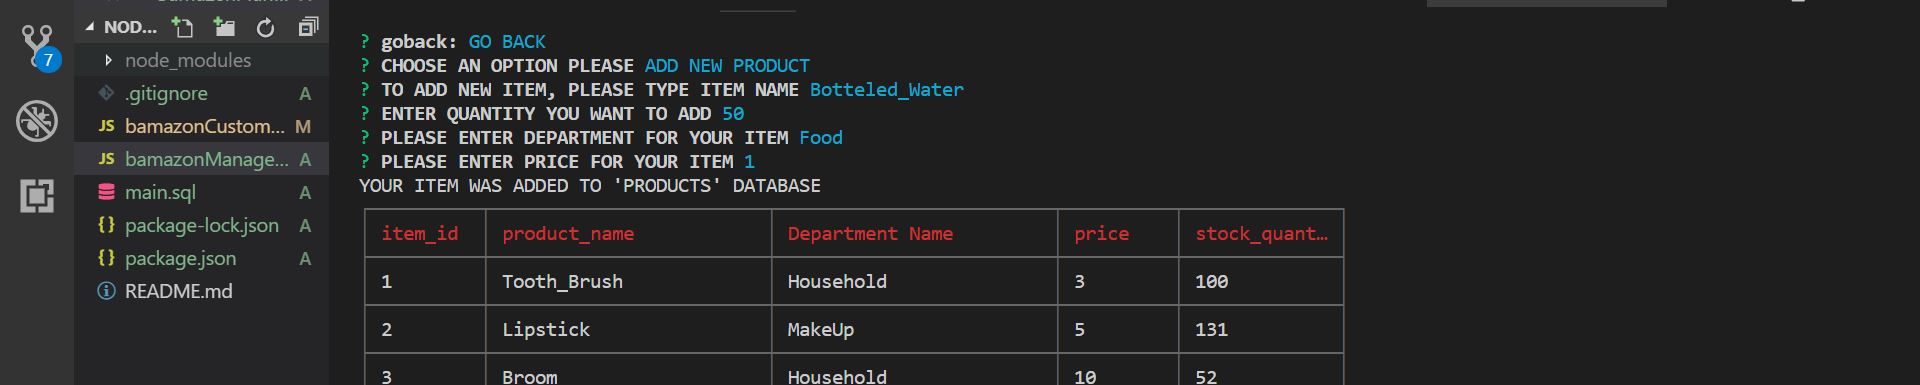 NOD...
7
node_modules
.gitignore A
JS bamazonCustom... M
JS bamazonManage... A
main.sql A
{} package-lock.json A
{} package.json A
README.md
? goback: GO BACK
? CHOOSE AN OPTION PLEASE ADD NEW PRODUCT
? TO ADD NEW ITEM, PLEASE TYPE ITEM NAME Botteled_Water
? ENTER QUANTITY YOU WANT TO ADD 50
? PLEASE ENTER DEPARTMENT FOR YOUR ITEM Food
? PLEASE ENTER PRICE FOR YOUR ITEM 1
YOUR ITEM WAS ADDED TO 'PRODUCTS' DATABASE
item_id product_name Department Name price stock_quant…
1 Tooth_Brush Household 3 100
2 Lipstick MakeUp 5 131
3 Broom Household 10 52